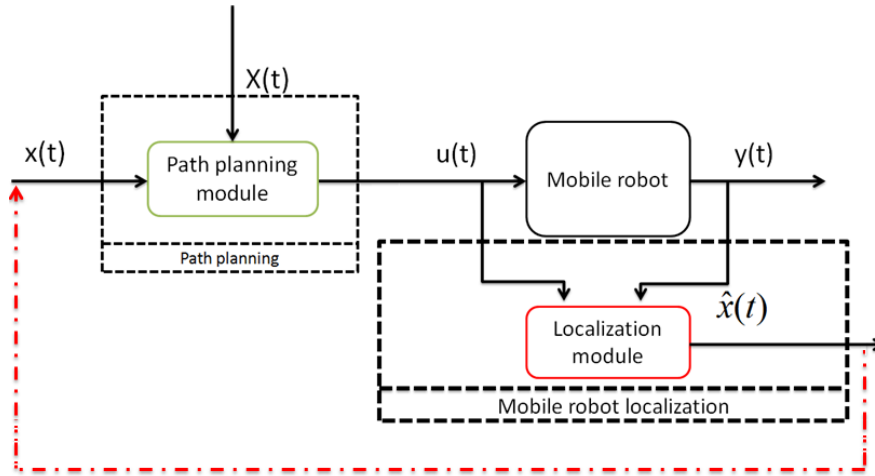 X(t)
x(t)
Path planning
module
u(t)
Mobile robot
y(t)
Path planning
x̂(t)
Localization
module
Mobile robot localization